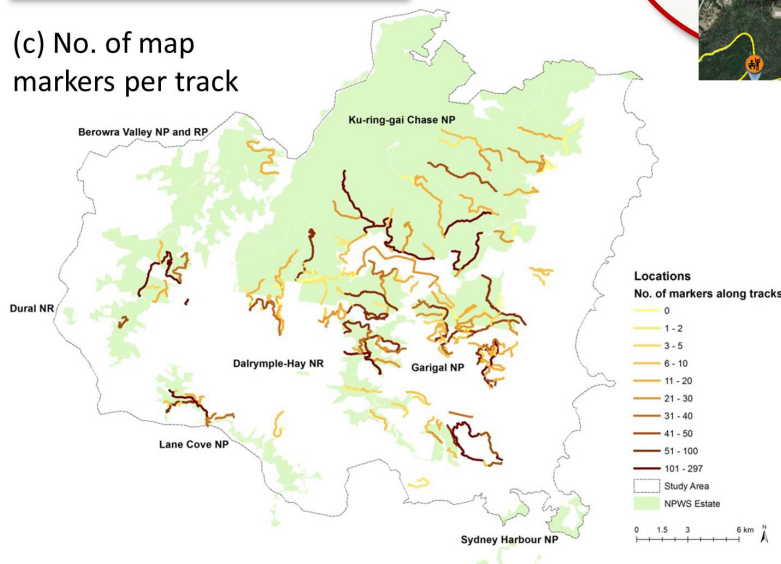 (c) No. of map
markers per track
Ku-ring-gai Chase NP
Berowra Valley NP and RP
Dural NR
Dalrymple-Hay NR
Garigal NP
Lane Cove NP
Sydney Harbour NP
Locations
No. of markers along tracks
0
1 - 2
3 - 5
6 - 10
11 - 20
21 - 30
31 - 40
41 - 50
51 - 100
101 - 297
Study Area
NPWS Estate
0 1.5 3 6 km
N